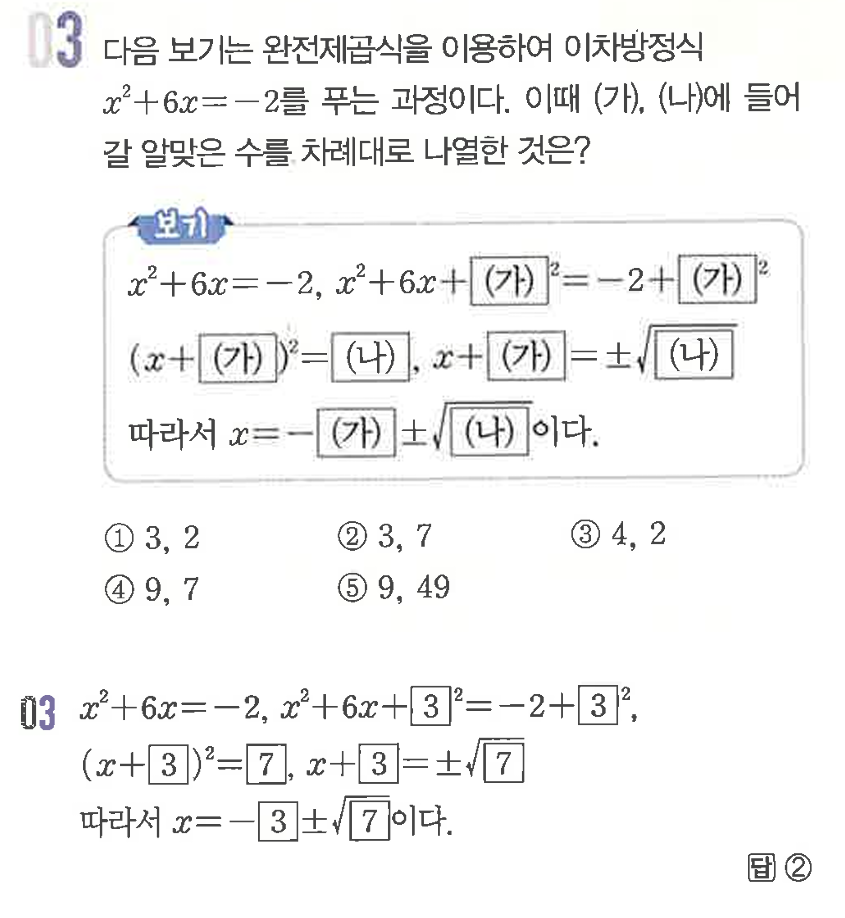 03 다음 보기는 완전제곱식을 이용하여 이차방정식
x²+6x=-2를 푸는 과정이다. 이때 (가), (나)에 들어
갈 알맞은 수를 차례대로 나열한 것은?
보기
x²+6x=-2, x²+6x+(가)²=-2+(가)²
(x+(가))²=(나), x+(가)=±√(나)
따라서 x=-(가)±√(나)이다.
① 3, 2 ② 3, 7 ③ 4, 2
④ 9, 7 ⑤ 9, 49
03 x²+6x=-2, x²+6x+3²=-2+3²,
(x+3)²=7, x+3=±√7
따라서 x=-3±√7이다.
답 ②